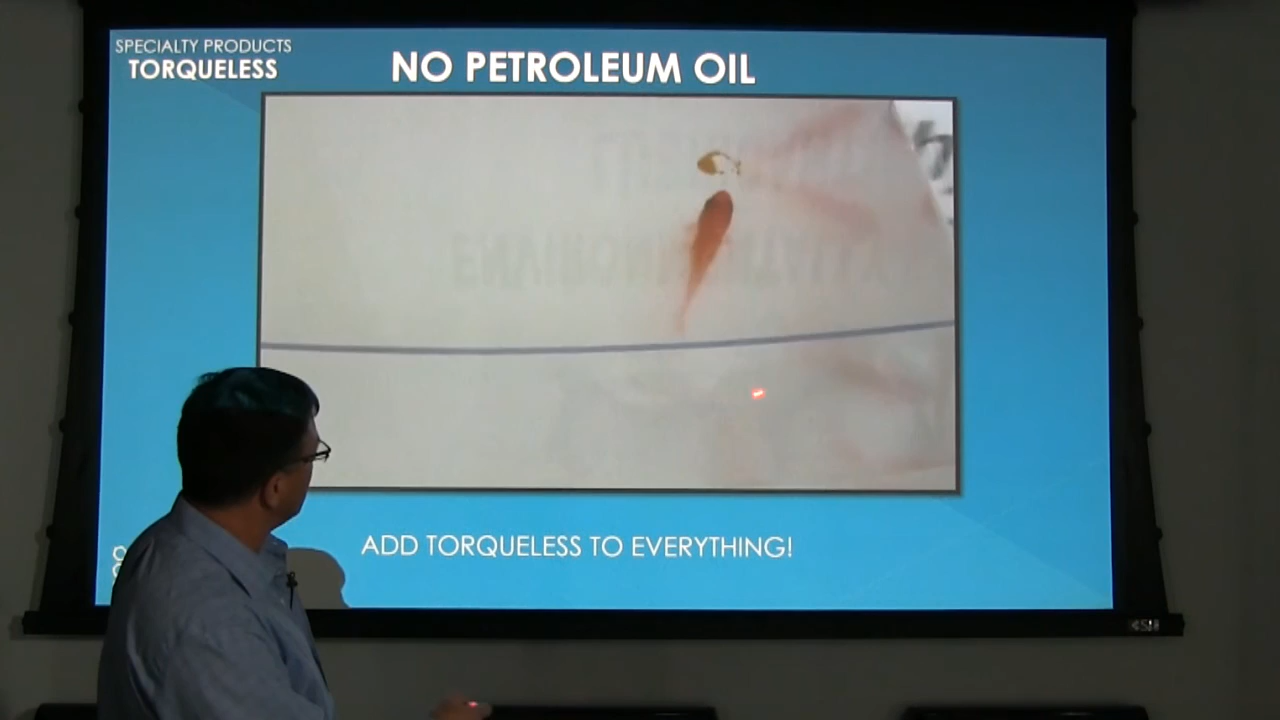 SPECIALTY PRODUCTS
TORQUELESS
NO PETROLEUM OIL
ADD TORQUELESS TO EVERYTHING!